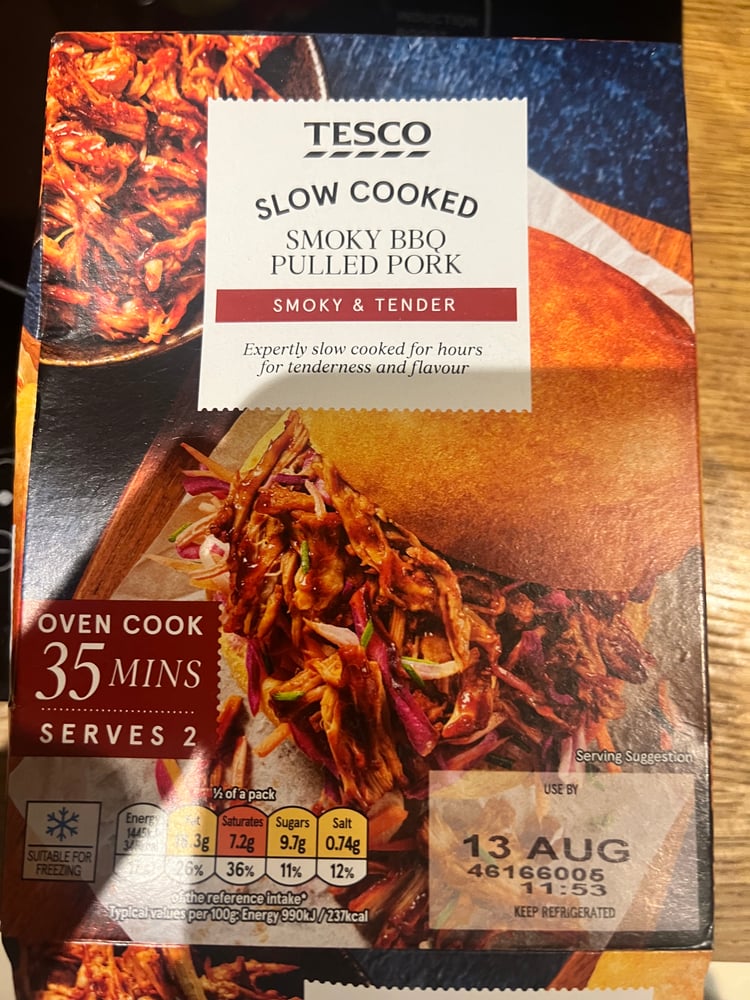 TESCO
SLOW COOKED
SMOKY BBQ
PULLED PORK
SMOKY & TENDER
Expertly slow cooked for hours
for tenderness and flavour
OVEN COOK
35 MINS
SERVES 2
Serving Suggestion
SUITABLE FOR
FREEZING
½ of a pack
Energy Fat Saturates Sugars Salt
7.2g 9.7g 0.74g
26% 36% 11% 12%
of the reference intake*
Typical values per 100g: Energy 990kJ / 237kcal
USE BY
13 AUG
46166005
11:53
KEEP REFRIGERATED